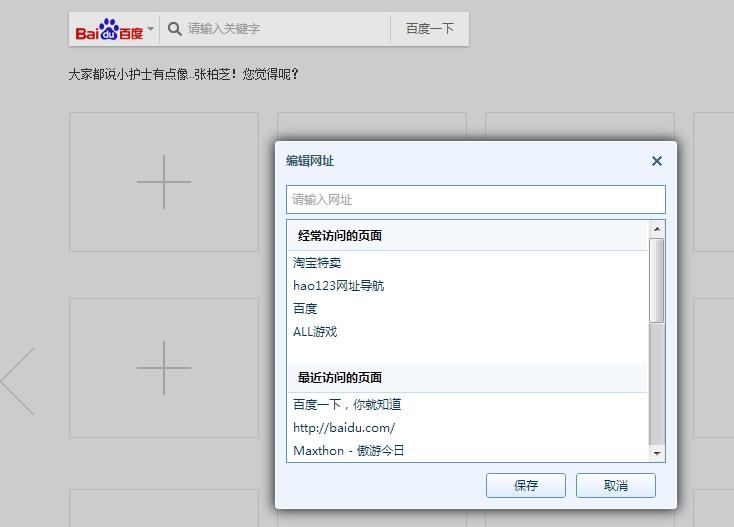 Bai du 百度
请输入关键字
百度一下
大家都说小护士有点像..张柏芝！您觉得呢？
编辑网址
请输入网址
经常访问的页面
淘宝特卖
hao123网址导航
百度
ALL游戏
最近访问的页面
百度一下，你就知道
http://baidu.com/
Maxthon - 傲游今日
保存
取消